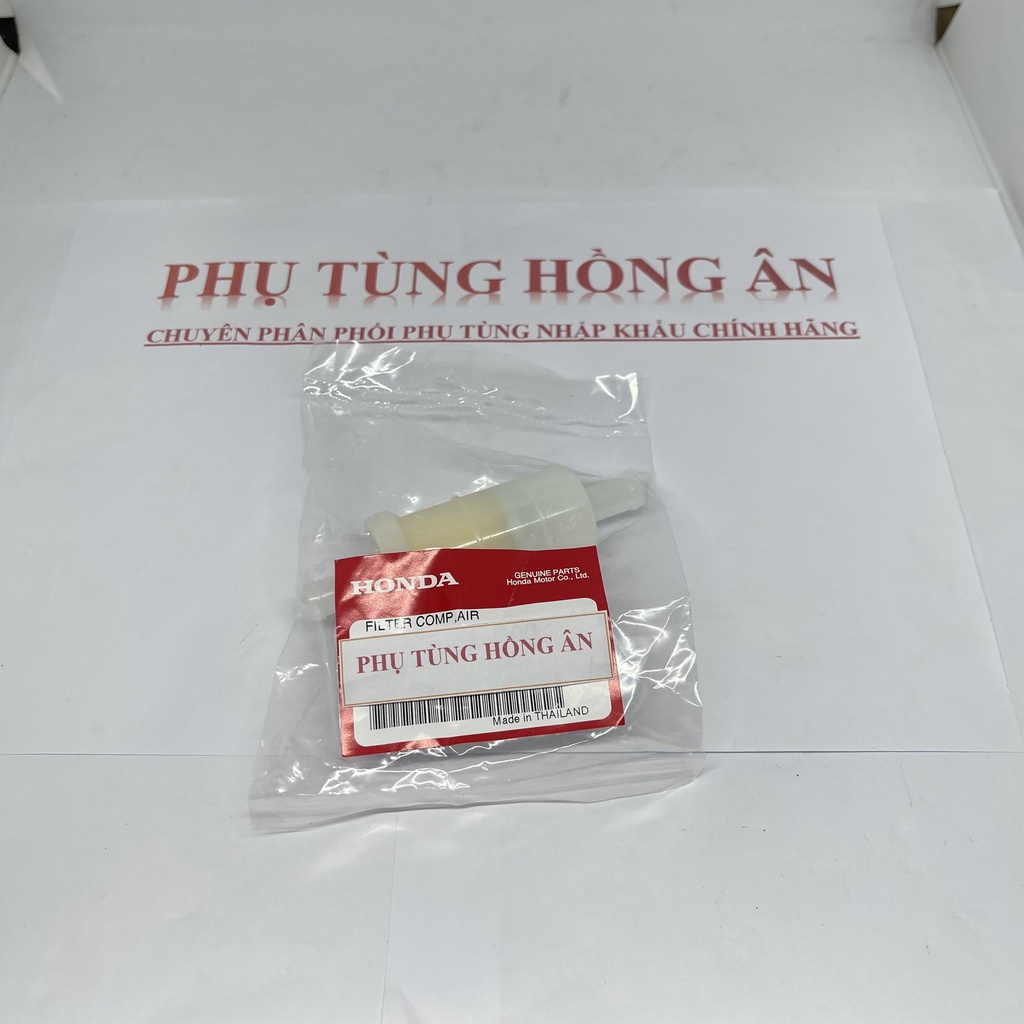 PHỤ TÙNG HỒNG ÂN
CHUYÊN PHÂN PHỐI PHỤ TÙNG NHẬP KHẨU CHÍNH HÃNG
HONDA
GENUINE PARTS
Honda Motor Co., Ltd.
FILTER COMP,AIR
PHỤ TÙNG HỒNG ÂN
Made in THAILAND